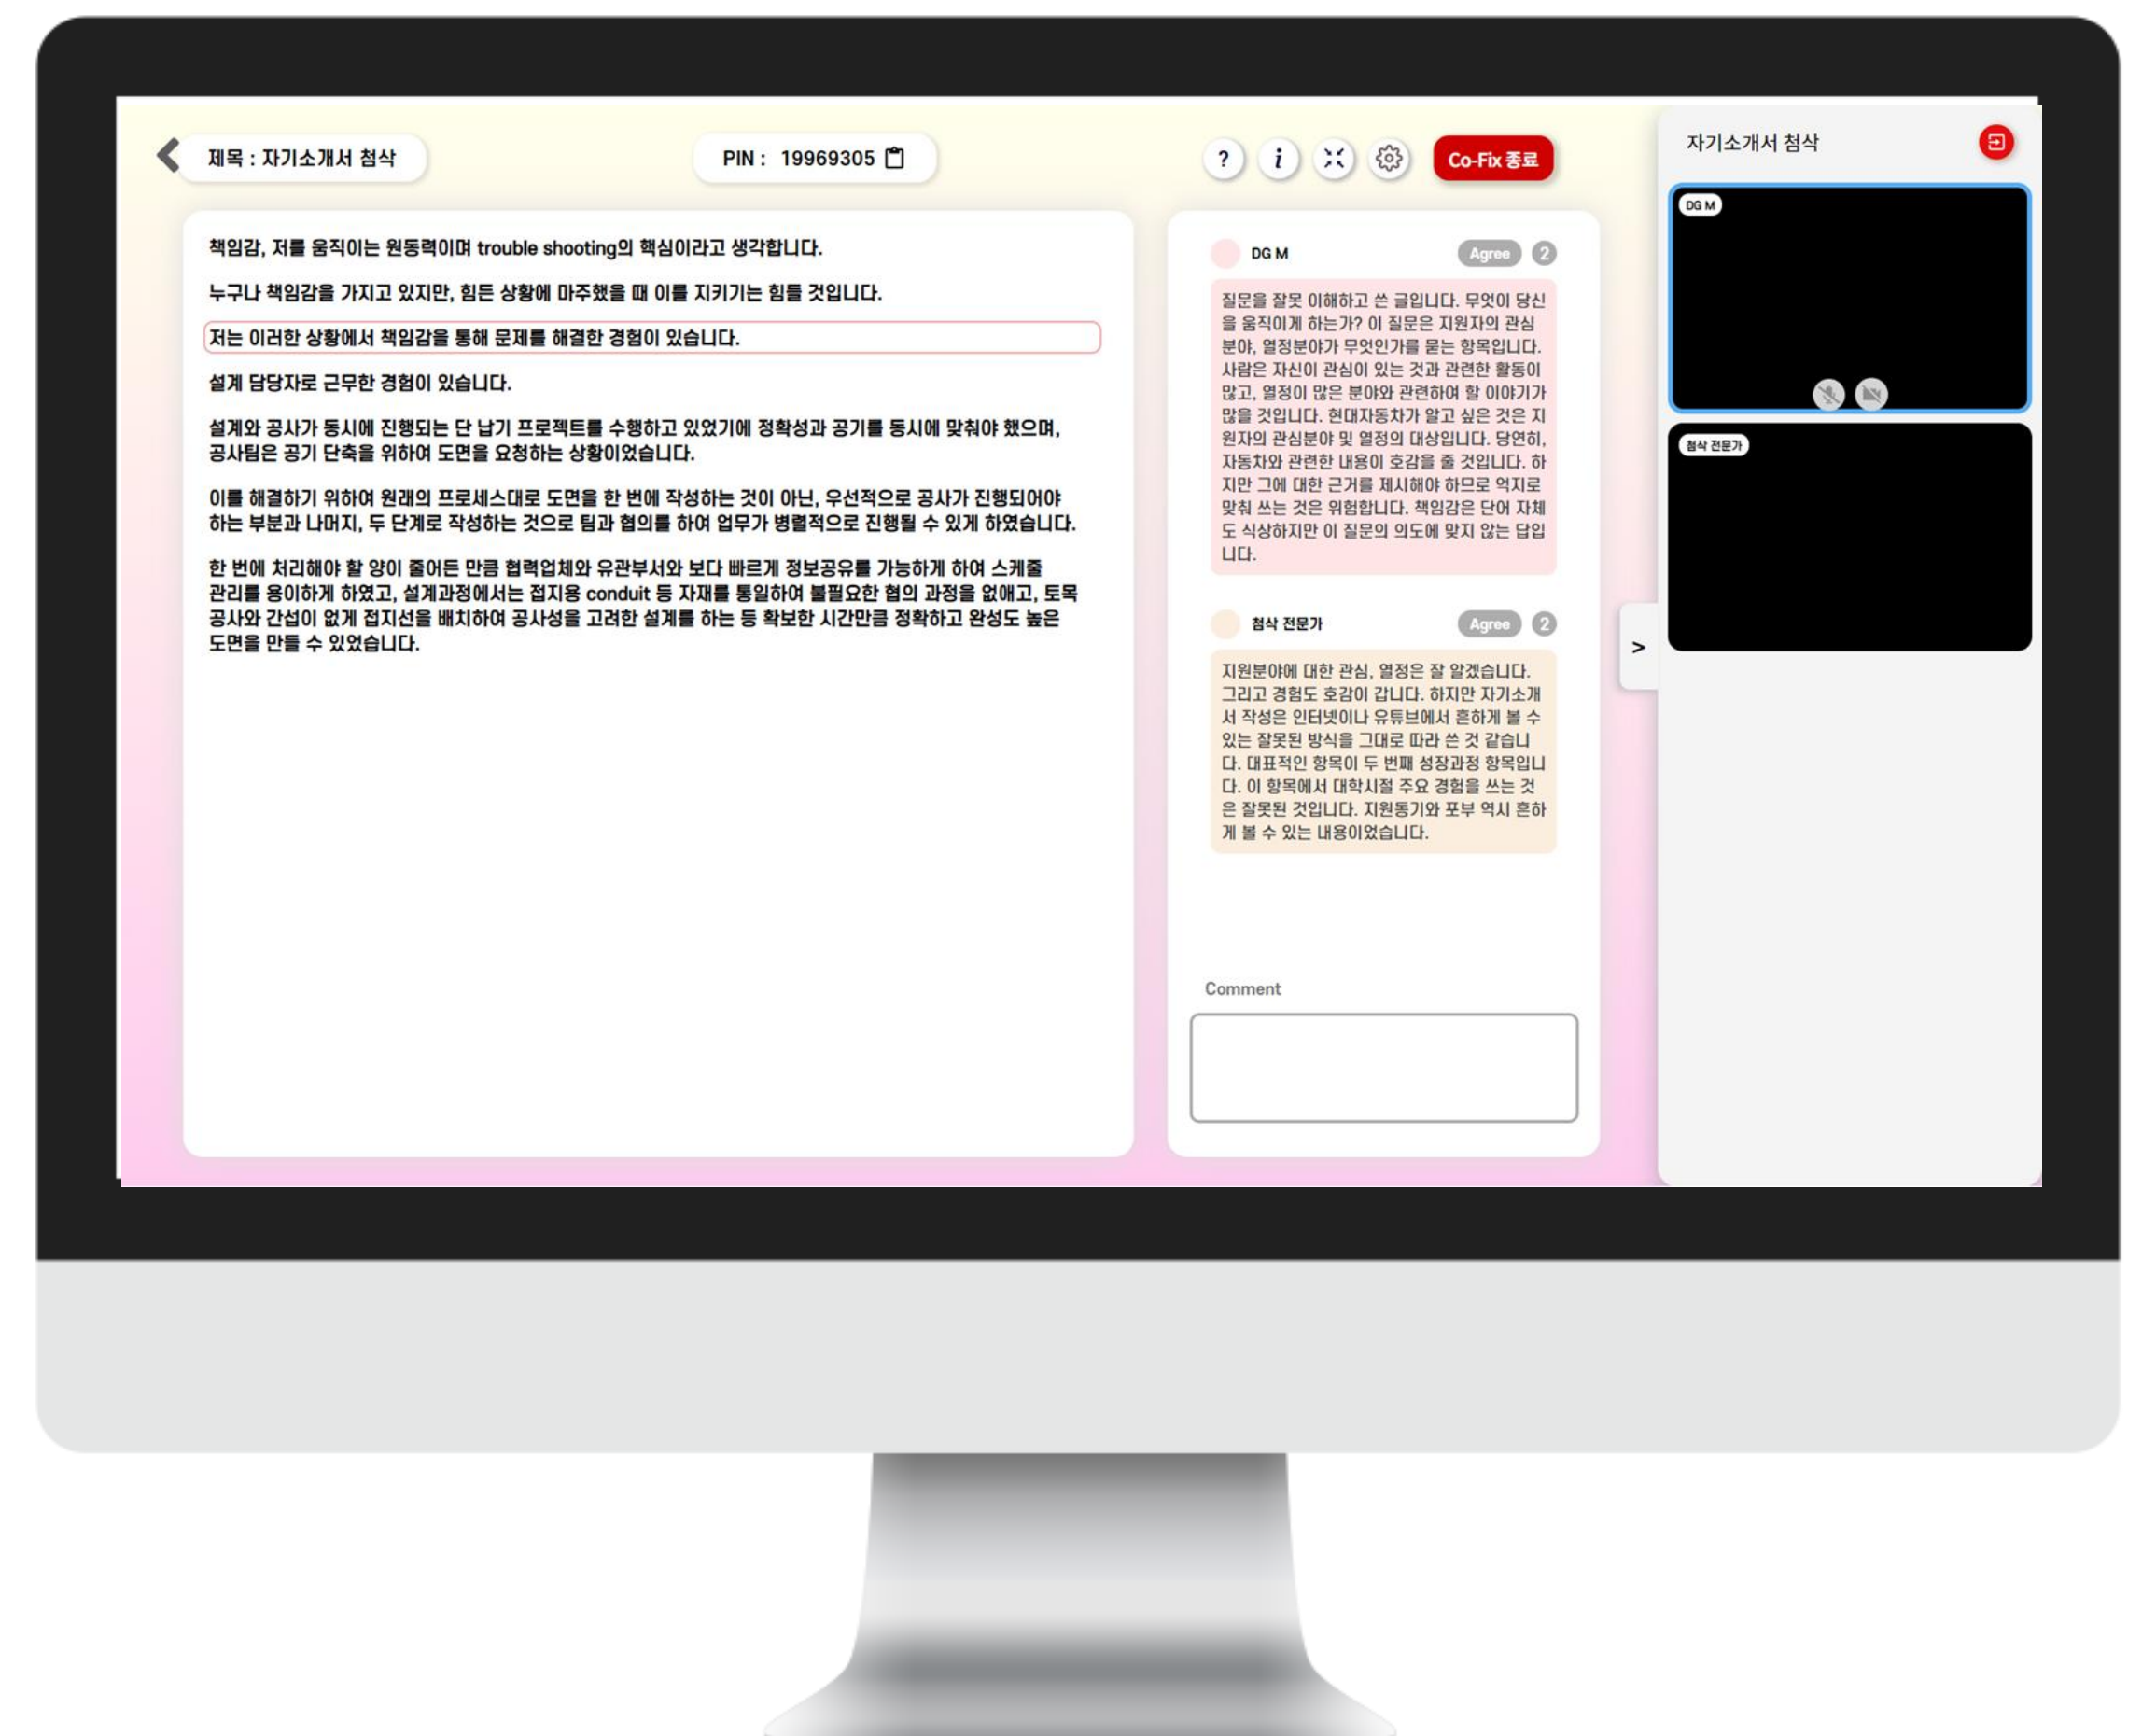 제목 : 자기소개서 첨삭
PIN : 19969305
?
i
Co-Fix 종료
책임감, 저를 움직이는 원동력이며 trouble shooting의 핵심이라고 생각합니다.
누구나 책임감을 가지고 있지만, 힘든 상황에 마주했을 때 이를 지키기는 힘들 것입니다.
저는 이러한 상황에서 책임감을 통해 문제를 해결한 경험이 있습니다.
설계 담당자로 근무한 경험이 있습니다.
설계와 공사가 동시에 진행되는 단 납기 프로젝트를 수행하고 있었기에 정확성과 공기를 동시에 맞춰야 했으며,
공사팀은 공기 단축을 위하여 도면을 요청하는 상황이었습니다.
이를 해결하기 위하여 원래의 프로세스대로 도면을 한 번에 작성하는 것이 아닌, 우선적으로 공사가 진행되어야
하는 부분과 나머지, 두 단계로 작성하는 것으로 팀과 협의를 하여 업무가 병렬적으로 진행될 수 있게 하였습니다.
한 번에 처리해야 할 양이 줄어든 만큼 협력업체와 유관부서와 보다 빠르게 정보공유를 가능하게 하여 스케줄
관리를 용이하게 하였고, 설계과정에서는 접지용 conduit 등 자재를 통일하여 불필요한 협의 과정을 없애고, 토목
공사와 간섭이 없게 접지선을 배치하여 공사성을 고려한 설계를 하는 등 확보한 시간만큼 정확하고 완성도 높은
도면을 만들 수 있었습니다.
DG M
Agree 2
질문을 잘못 이해하고 쓴 글입니다. 무엇이 당신
을 움직이게 하는가? 이 질문은 지원자의 관심
분야, 열정분야가 무엇인가를 묻는 항목입니다.
사람은 자신이 관심이 있는 것과 관련한 활동이
많고, 열정이 많은 분야와 관련하여 할 이야기가
많을 것입니다. 현대자동차가 알고 싶은 것은 지
원자의 관심분야 및 열정의 대상입니다. 당연히,
자동차와 관련한 내용이 호감을 줄 것입니다. 하
지만 그에 대한 근거를 제시해야 하므로 억지로
맞춰 쓰는 것은 위험합니다. 책임감은 단어 자체
도 식상하지만 이 질문의 의도에 맞지 않는 답입
니다.
첨삭 전문가
Agree 2
지원분야에 대한 관심, 열정은 잘 알겠습니다.
그리고 경험도 호감이 갑니다. 하지만 자기소개
서 작성은 인터넷이나 유튜브에서 흔하게 볼 수
있는 잘못된 방식을 그대로 따라 쓴 것 같습니
다. 대표적인 항목이 두 번째 성장과정 항목입니
다. 이 항목에서 대학시절 주요 경험을 쓰는 것
은 잘못된 것입니다. 지원동기와 포부 역시 흔하
게 볼 수 있는 내용이었습니다.
Comment
>
자기소개서 첨삭
DG M
첨삭 전문가